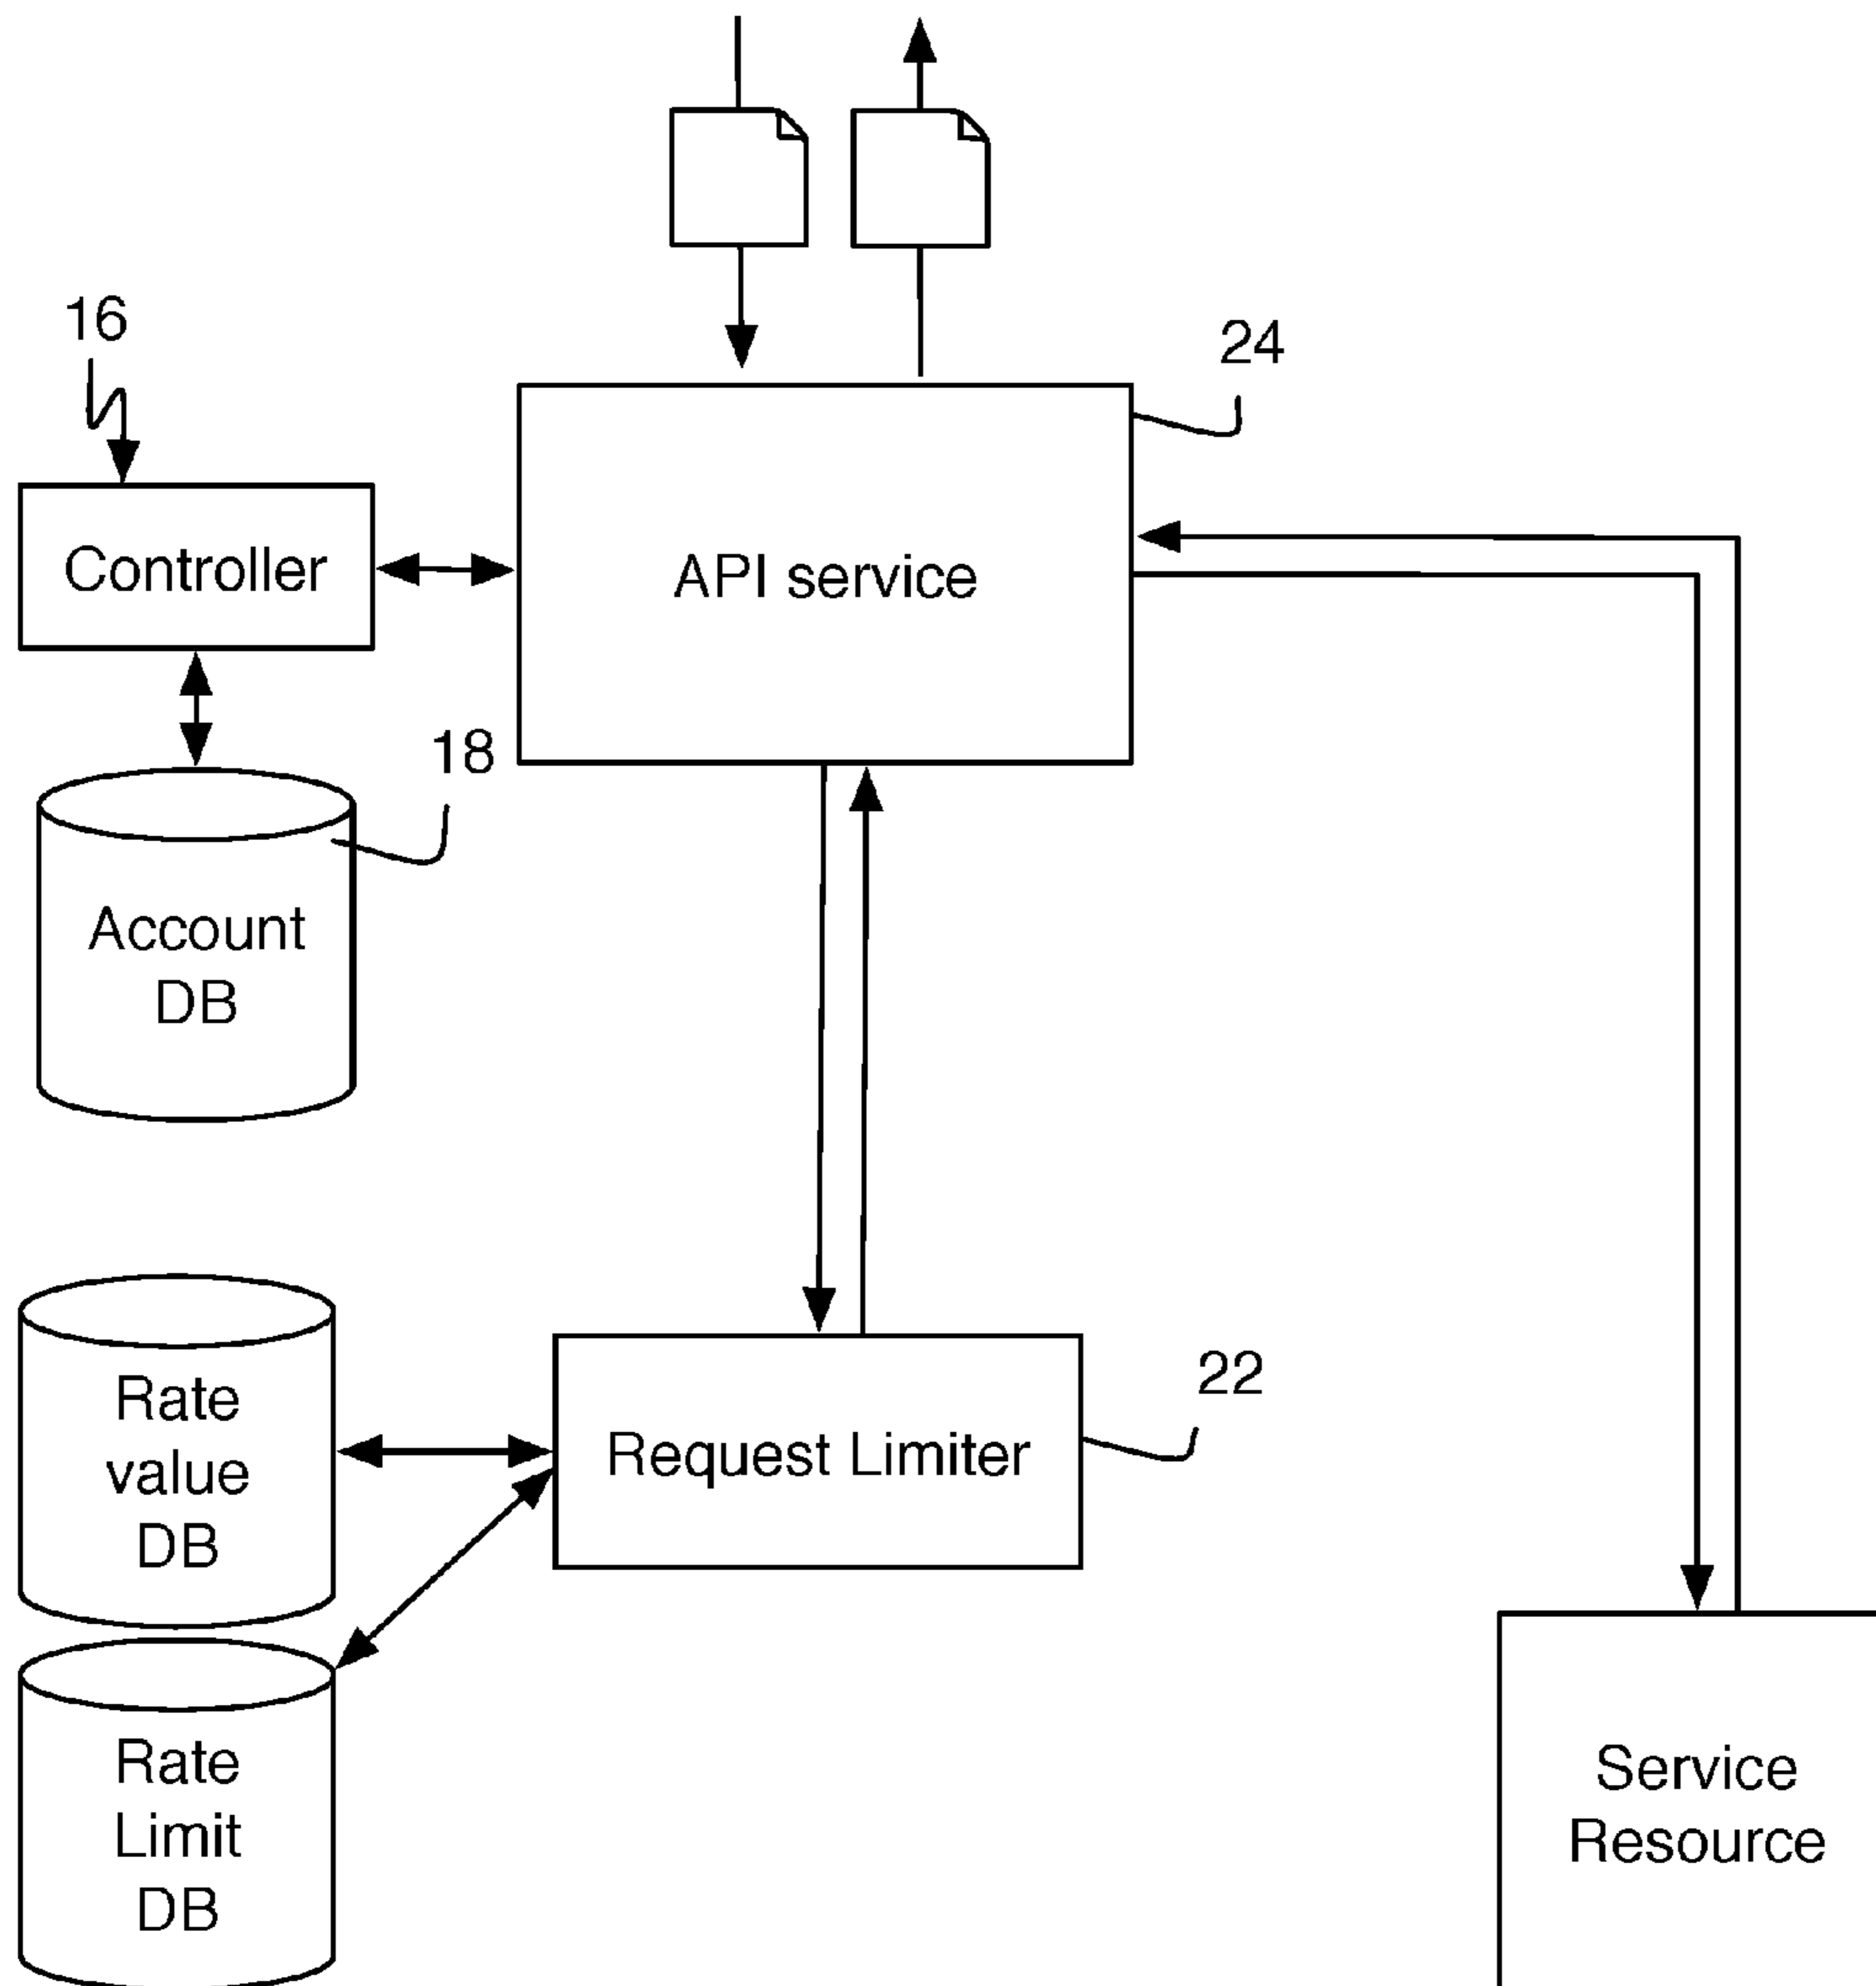 16
24
Controller
API service
18
Account
DB
Rate
value
DB
22
Request Limiter
Rate
Limit
DB
Service
Resource